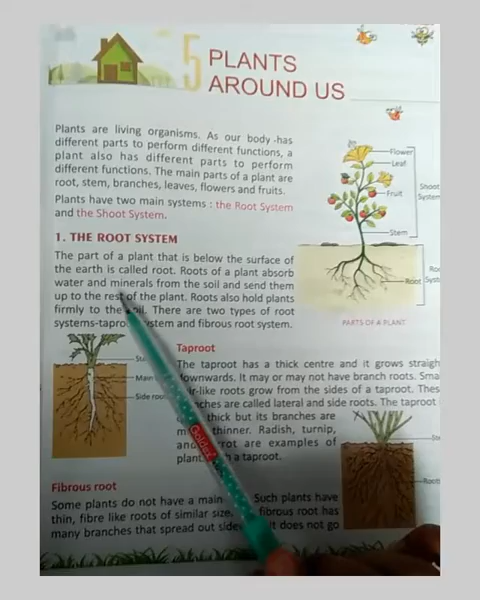 5 PLANTS
AROUND US
Plants are living organisms. As our body has
different parts to perform different functions, a
plant also has different parts to perform
different functions. The main parts of a plant are
root, stem, branches, leaves, flowers and fruits.
Plants have two main systems : the Root System
and the Shoot System.
Flower
Leaf
Fruit
Shoot
System
Stem
Root
PARTS OF A PLANT
1. THE ROOT SYSTEM
The part of a plant that is below the surface of
the earth is called root. Roots of a plant absorb
water and minerals from the soil and send them
up to the rest of the plant. Roots also hold plants
firmly to the soil. There are two types of root
systems-taproot system and fibrous root system.
Main
Side root
Taproot
The taproot has a thick centre and it grows straigh
downwards. It may or may not have branch roots. Sma
roots grow from the sides of a taproot. Thes
are called lateral and side roots. The taproot
thick but its branches are
thinner. Radish, turnip,
and are examples of
a taproot.
Fibrous root
Some plants do not have a main Such plants have
thin, fibre like roots of similar size. fibrous root has
many branches that spread out It does not go
Goldex